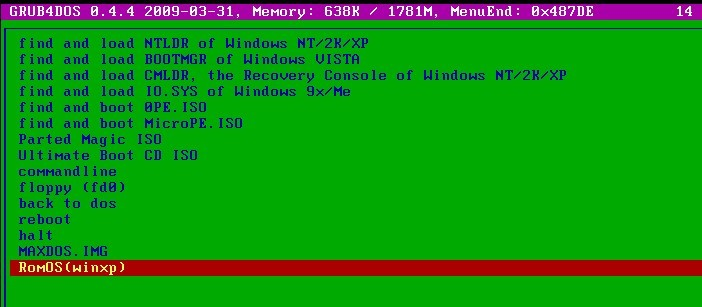 GRUB4DOS 0.4.4 2009-03-31, Memory: 638K / 1781M, MenuEnd: 0x487DE 14
find and load NTLDR of Windows NT/2K/XP
find and load BOOTMGR of Windows VISTA
find and load CMLDR, the Recovery Console of Windows NT/2K/XP
find and load IO.SYS of Windows 9x/Me
find and boot 0PE.ISO
find and boot MicroPE.ISO
Parted Magic ISO
Ultimate Boot CD ISO
commandline
floppy (fd0)
back to dos
reboot
halt
MAXDOS.IMG
RomOS(winxp)